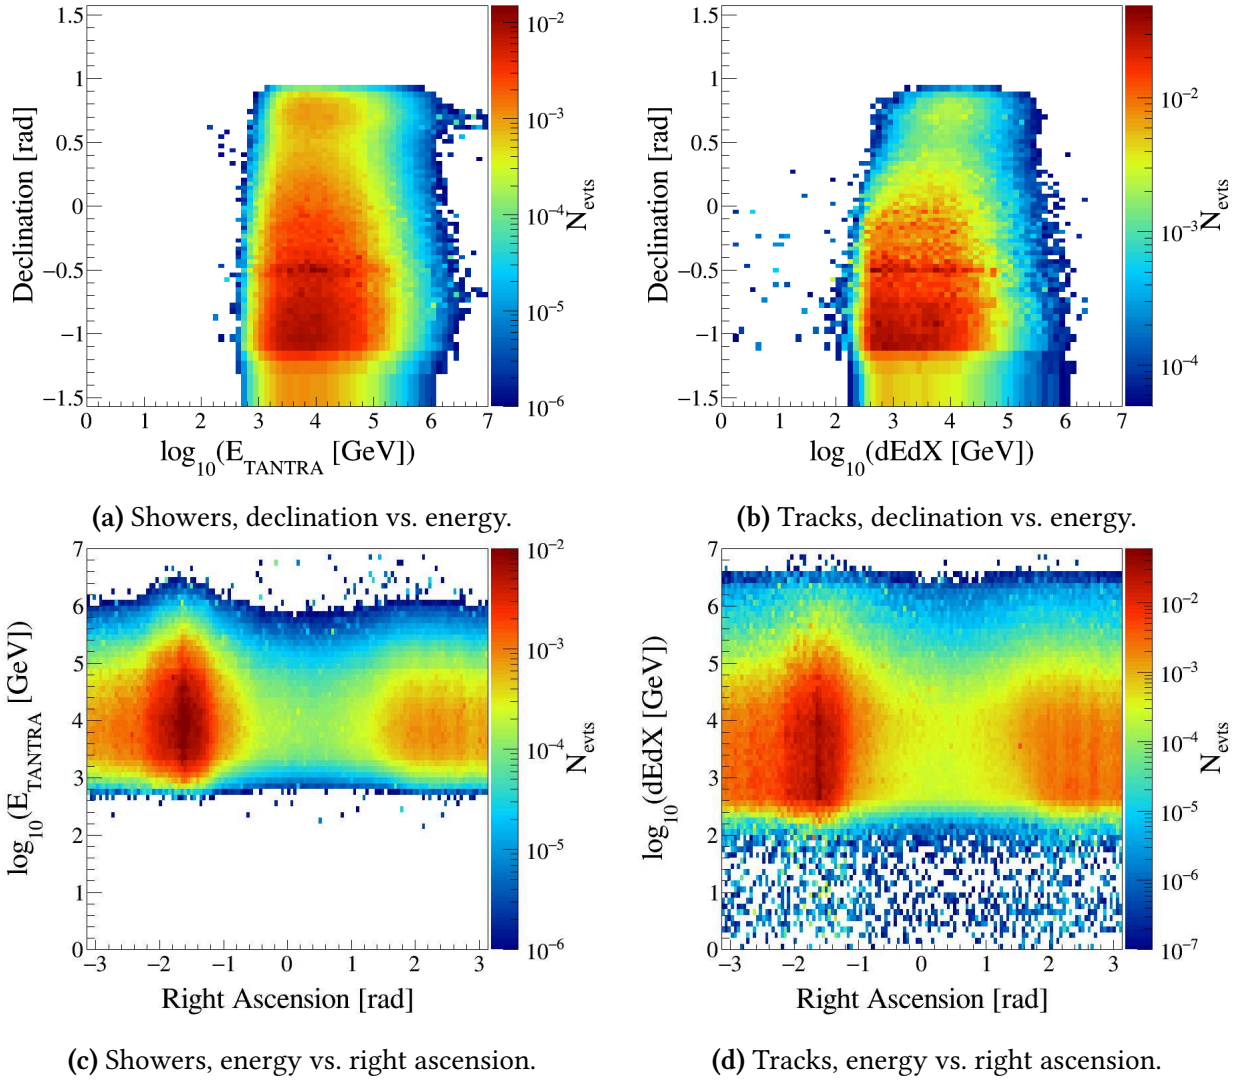 1.5
1
0.5
0
−0.5
−1
−1.5
Declination [rad]
0 1 2 3 4 5 6 7
log10(E_TANTRA [GeV])
10−2
10−3
10−4
10−5
10−6
Nevts
1.5
1
0.5
0
−0.5
−1
−1.5
Declination [rad]
0 1 2 3 4 5 6 7
log10(dEdX [GeV])
10−2
10−3
10−4
Nevts
(a) Showers, declination vs. energy.
(b) Tracks, declination vs. energy.
7
6
5
4
3
2
1
0
log10(E_TANTRA [GeV])
−3 −2 −1 0 1 2 3
Right Ascension [rad]
10−2
10−3
10−4
10−5
10−6
Nevts
7
6
5
4
3
2
1
0
log10(dEdX [GeV])
−3 −2 −1 0 1 2 3
Right Ascension [rad]
10−2
10−3
10−4
10−5
10−6
10−7
Nevts
(c) Showers, energy vs. right ascension.
(d) Tracks, energy vs. right ascension.